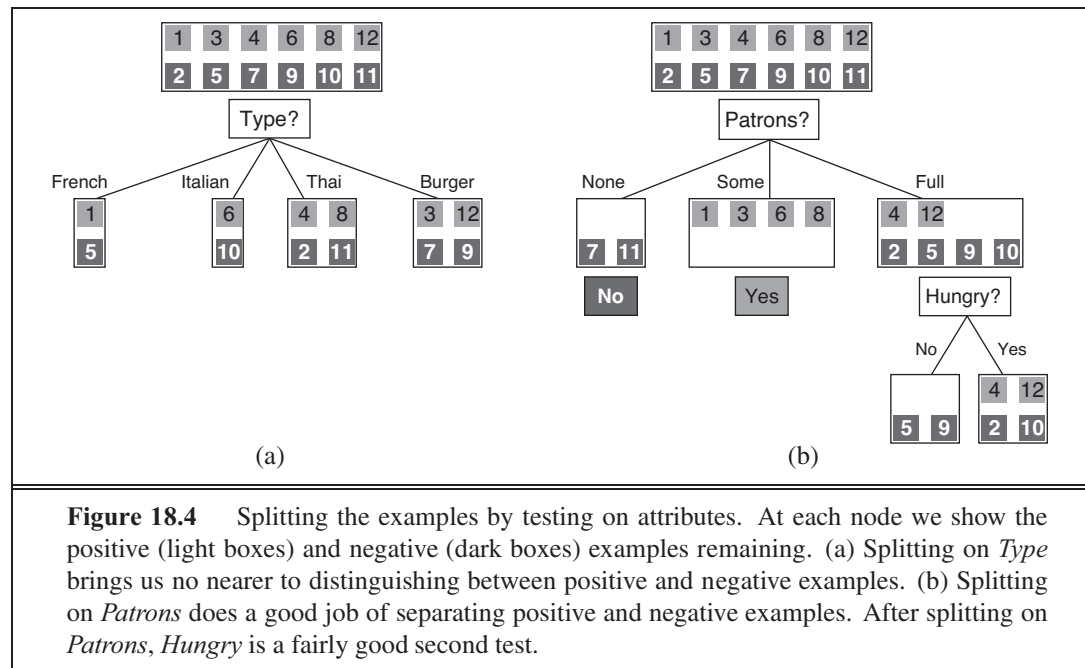 1 3 4 6 8 12
2 5 7 9 10 11
Type?
French Italian Thai Burger
1 6 4 8 3 12
5 10 2 11 7 9
(a)
1 3 4 6 8 12
2 5 7 9 10 11
Patrons?
None Some Full
1 3 6 8 4 12
7 11 2 5 9 10
No Yes Hungry?
No Yes
4 12
5 9 2 10
(b)
Figure 18.4 Splitting the examples by testing on attributes. At each node we show the
positive (light boxes) and negative (dark boxes) examples remaining. (a) Splitting on Type
brings us no nearer to distinguishing between positive and negative examples. (b) Splitting
on Patrons does a good job of separating positive and negative examples. After splitting on
Patrons, Hungry is a fairly good second test.